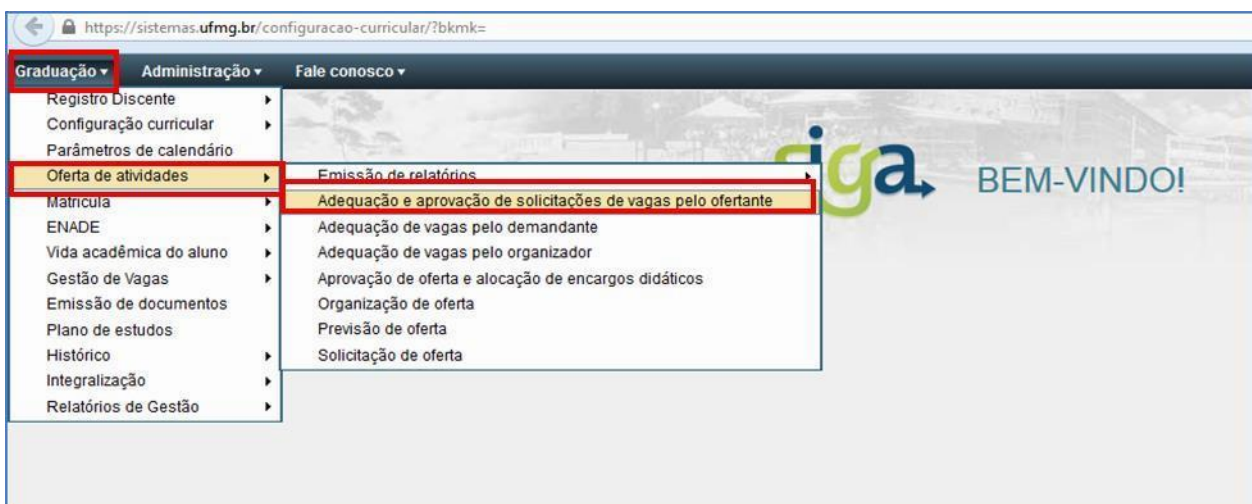 https://sistemas.ufmg.br/configuracao-curricular/?bkmk=
Graduação Administração Fale conosco
Registro Discente
Configuração curricular
Parâmetros de calendário
Oferta de atividades
Matrícula
ENADE
Vida acadêmica do aluno
Gestão de Vagas
Emissão de documentos
Plano de estudos
Histórico
Integralização
Relatórios de Gestão
Emissão de relatórios
Adequação e aprovação de solicitações de vagas pelo ofertante
Adequação de vagas pelo demandante
Adequação de vagas pelo organizador
Aprovação de oferta e alocação de encargos didáticos
Organização de oferta
Previsão de oferta
Solicitação de oferta
siga
BEM-VINDO!